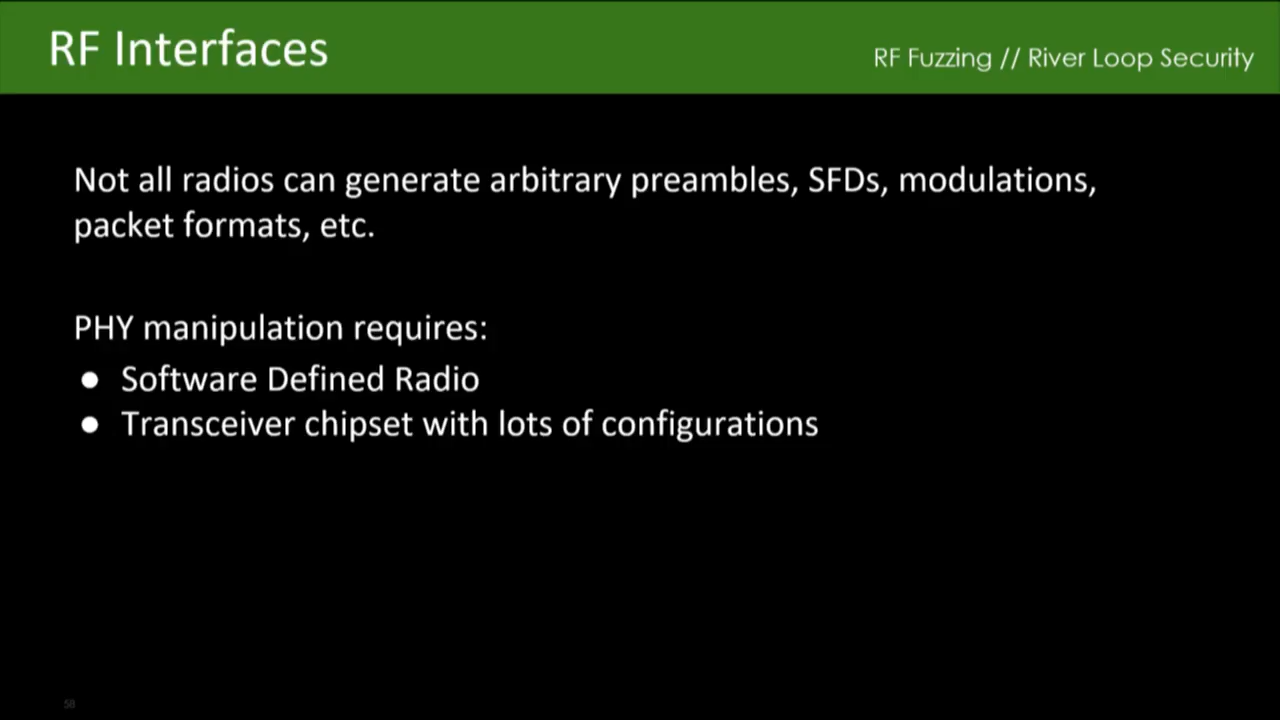 RF Interfaces
RF Fuzzing // River Loop Security
Not all radios can generate arbitrary preambles, SFDs, modulations,
packet formats, etc.
PHY manipulation requires:
● Software Defined Radio
● Transceiver chipset with lots of configurations
58